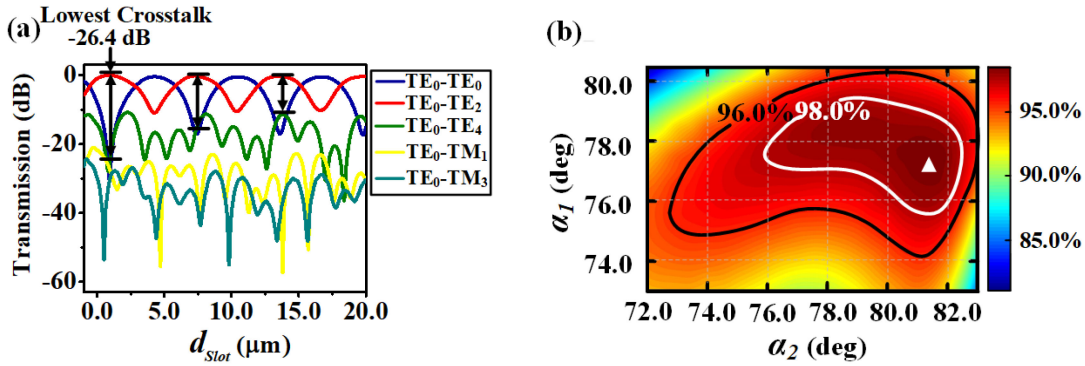 (a)
Lowest Crosstalk
-26.4 dB
Transmission (dB)
0
-20
-40
-60
0.0 5.0 10.0 15.0 20.0
d_Slot (μm)
TE₀-TE₀
TE₀-TE₂
TE₀-TE₄
TE₀-TM₁
TE₀-TM₃
(b)
α₁ (deg)
80.0
78.0
76.0
74.0
72.0 74.0 76.0 78.0 80.0 82.0
α₂ (deg)
96.0%
98.0%
95.0%
90.0%
85.0%